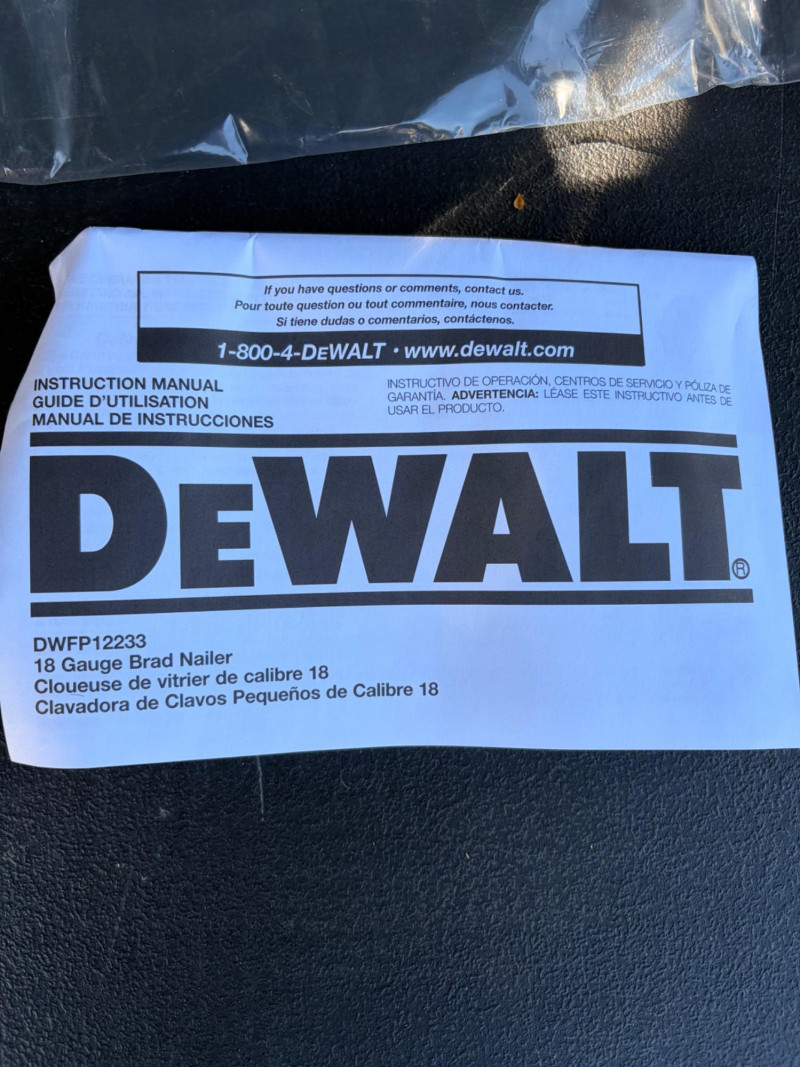 If you have questions or comments, contact us.
Pour toute question ou tout commentaire, nous contacter.
Si tiene dudas o comentarios, contáctenos.
1-800-4-DEWALT • www.dewalt.com
INSTRUCTION MANUAL
GUIDE D'UTILISATION
MANUAL DE INSTRUCCIONES
INSTRUCTIVO DE OPERACIÓN, CENTROS DE SERVICIO Y PÓLIZA DE
GARANTÍA. ADVERTENCIA: LÉASE ESTE INSTRUCTIVO ANTES DE
USAR EL PRODUCTO.
DEWALT®
DWFP12233
18 Gauge Brad Nailer
Cloueuse de vitrier de calibre 18
Clavadora de Clavos Pequeños de Calibre 18